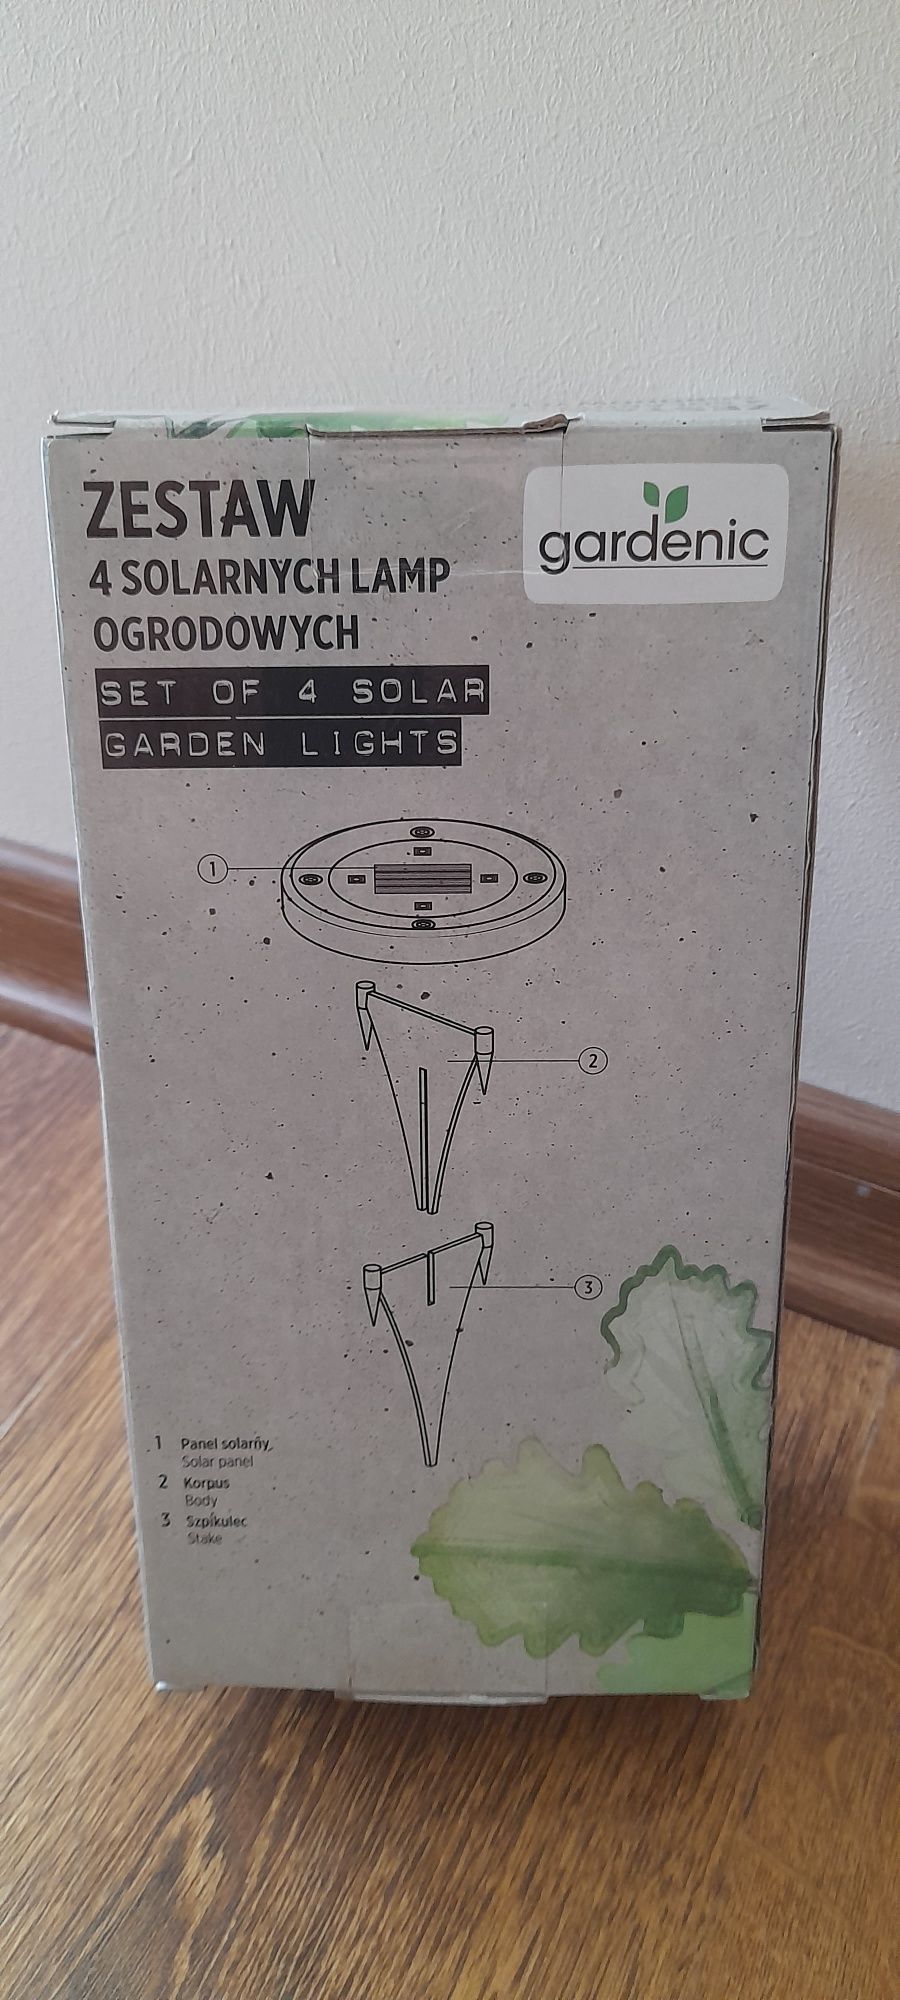 ZESTAW
4 SOLARNYCH LAMP
OGRODOWYCH
SET OF 4 SOLAR
GARDEN LIGHTS
gardenic
1
2
3
1 Panel solarny
Solar panel
2 Korpus
Body
3 Szpikulec
Stake